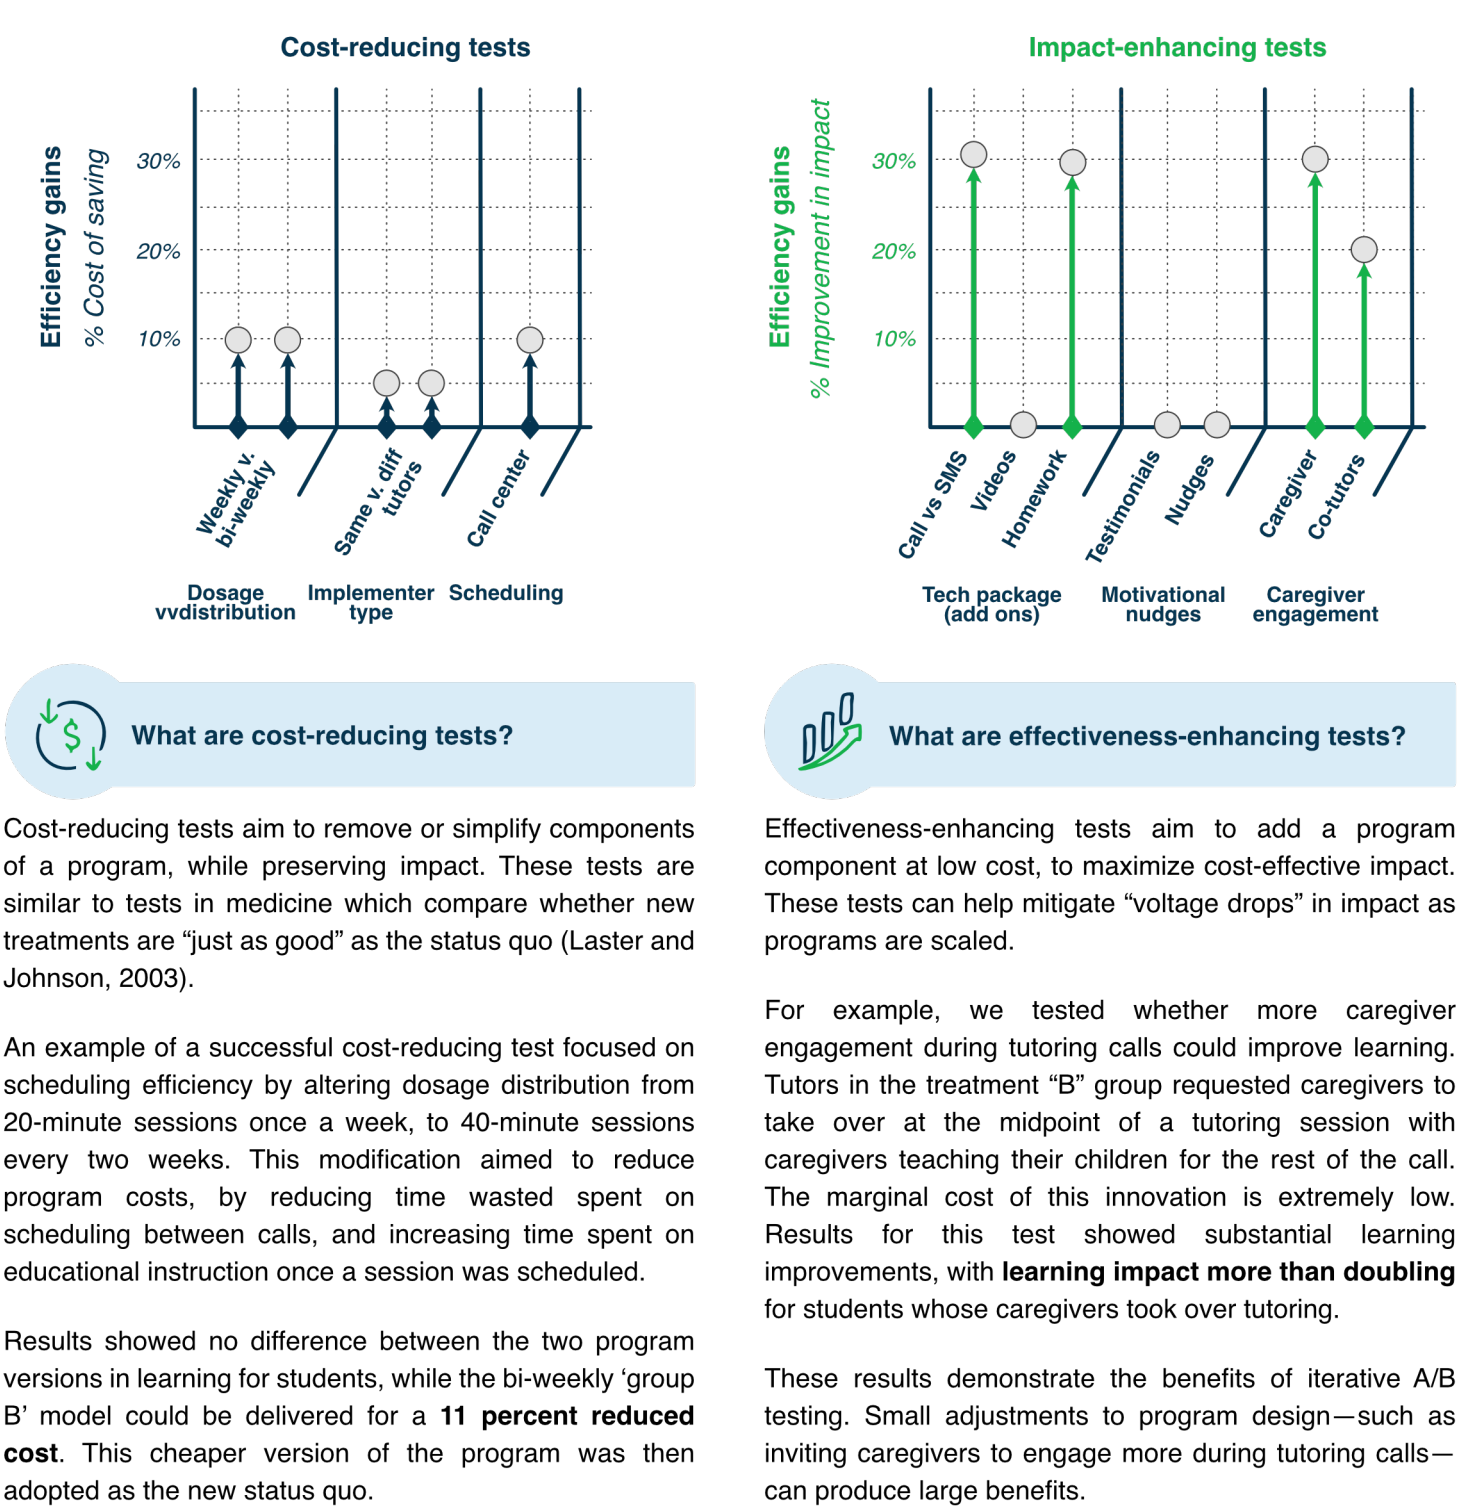 Cost-reducing tests
Efficiency gains
% Cost of saving
30%
20%
10%
Weekly v.
bi-weekly
Same v. diff
tutors
Call center
Dosage
vvdistribution
Implementer
type
Scheduling
Impact-enhancing tests
Efficiency gains
% Improvement in impact
30%
20%
10%
Call vs SMS
Videos
Homework
Testimonials
Nudges
Caregiver
Co-tutors
Tech package
(add ons)
Motivational
nudges
Caregiver
engagement
$
What are cost-reducing tests?
Cost-reducing tests aim to remove or simplify components
of a program, while preserving impact. These tests are
similar to tests in medicine which compare whether new
treatments are “just as good” as the status quo (Laster and
Johnson, 2003).
An example of a successful cost-reducing test focused on
scheduling efficiency by altering dosage distribution from
20-minute sessions once a week, to 40-minute sessions
every two weeks. This modification aimed to reduce
program costs, by reducing time wasted spent on
scheduling between calls, and increasing time spent on
educational instruction once a session was scheduled.
Results showed no difference between the two program
versions in learning for students, while the bi-weekly ‘group
B’ model could be delivered for a 11 percent reduced
cost. This cheaper version of the program was then
adopted as the new status quo.
What are effectiveness-enhancing tests?
Effectiveness-enhancing tests aim to add a program
component at low cost, to maximize cost-effective impact.
These tests can help mitigate “voltage drops” in impact as
programs are scaled.
For example, we tested whether more caregiver
engagement during tutoring calls could improve learning.
Tutors in the treatment “B” group requested caregivers to
take over at the midpoint of a tutoring session with
caregivers teaching their children for the rest of the call.
The marginal cost of this innovation is extremely low.
Results for this test showed substantial learning
improvements, with learning impact more than doubling
for students whose caregivers took over tutoring.
These results demonstrate the benefits of iterative A/B
testing. Small adjustments to program design—such as
inviting caregivers to engage more during tutoring calls—
can produce large benefits.